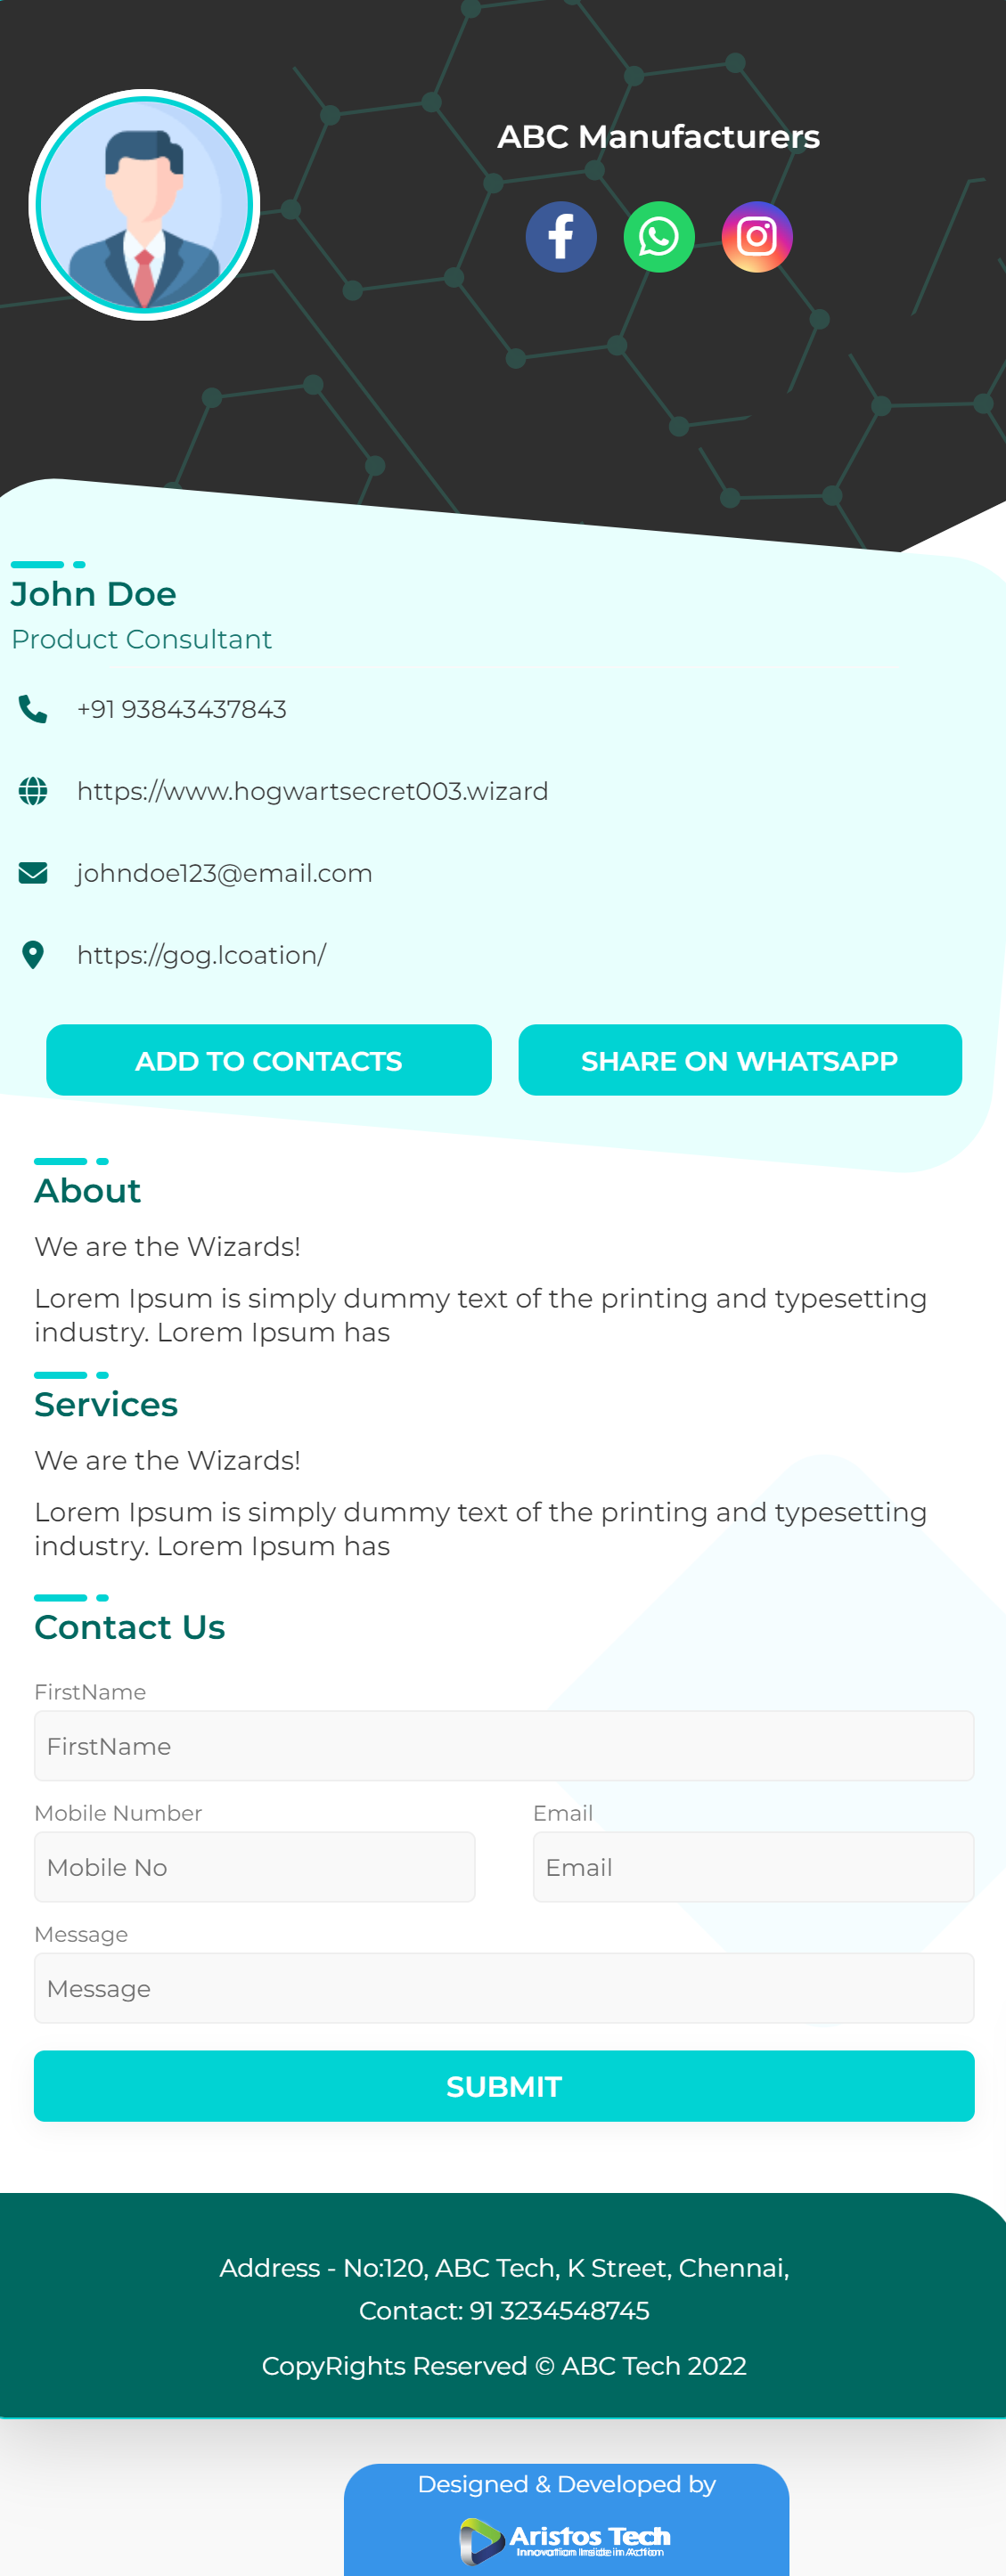 ABC Manufacturers
John Doe
Product Consultant
+91 93843437843
https://www.hogwartsecret003.wizard
johndoe123@email.com
https://gog.lcoation/
ADD TO CONTACTS
SHARE ON WHATSAPP
About
We are the Wizards!
Lorem Ipsum is simply dummy text of the printing and typesetting
industry. Lorem Ipsum has
Services
We are the Wizards!
Lorem Ipsum is simply dummy text of the printing and typesetting
industry. Lorem Ipsum has
Contact Us
FirstName
FirstName
Mobile Number
Email
Mobile No
Email
Message
Message
SUBMIT
Address - No:120, ABC Tech, K Street, Chennai,
Contact: 91 3234548745
CopyRights Reserved © ABC Tech 2022
Designed & Developed by
Aristos Tech
Innovation Inside in Action